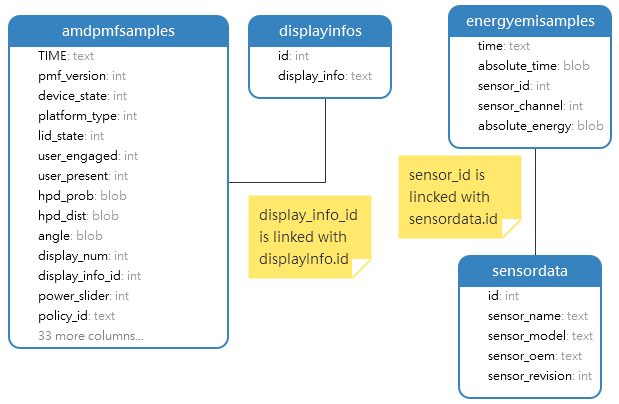 amdpmfsamples
TIME: text
pmf_version: int
device_state: int
platform_type: int
lid_state: int
user_engaged: int
user_present: int
hpd_prob: blob
hpd_dist: blob
angle: blob
display_num: int
display_info_id: int
power_slider: int
policy_id: text
33 more columns...
displayinfos
id: int
display_info: text
display_info_id
is linked with
displayInfo.id
energyemisamples
time: text
absolute_time: blob
sensor_id: int
sensor_channel: int
absolute_energy: blob
sensor_id is
lincked with
sensordata.id
sensordata
id: int
sensor_name: text
sensor_model: text
sensor_oem: text
sensor_revision: int